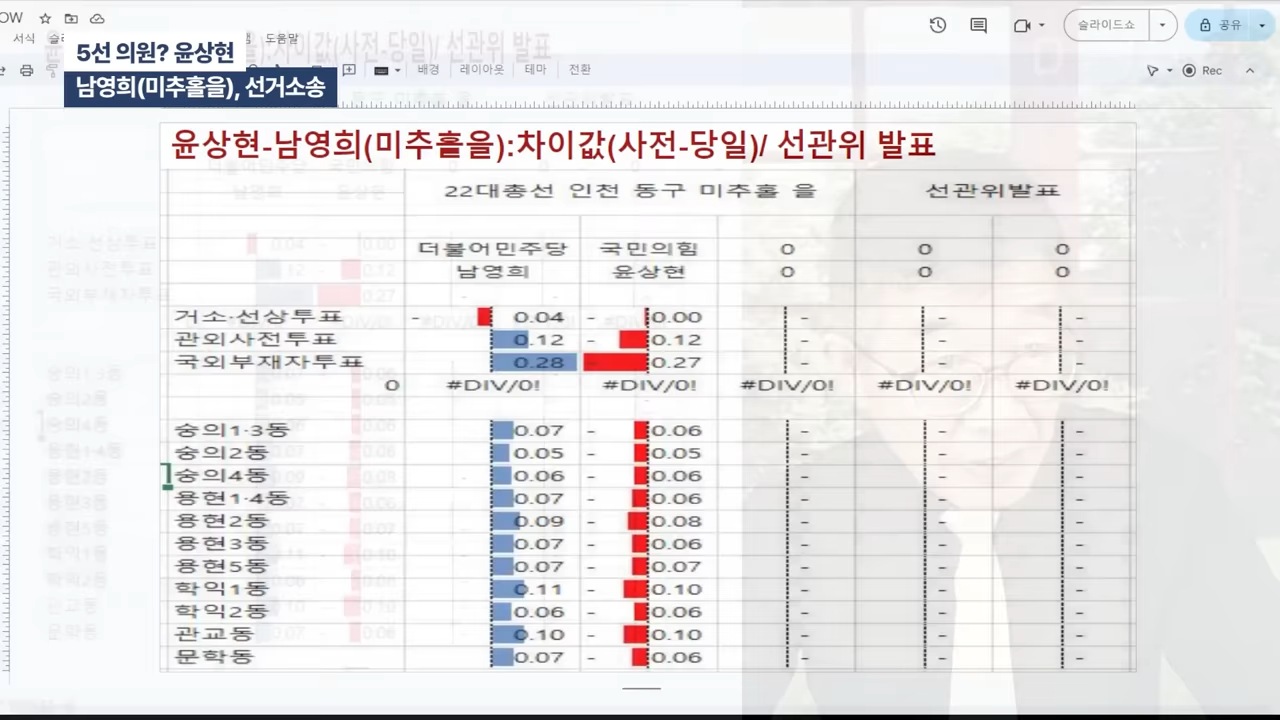 OW
서식
도움말
슬라이드쇼
공유
5선 의원? 윤상현
남영희(미추홀을), 선거소송
배경 레이아웃 테마 전환
Rec
윤상현-남영희(미추홀을):차이값(사전-당일)/ 선관위 발표
22대총선 인천 동구 미추홀 을 선관위발표
더불어민주당 국민의힘 0 0 0
남영희 윤상현 0 0 0
거소·선상투표 - 0.04 - 0.00 - - -
관외사전투표 0.12 - 0.12 - - -
국외부재자투표 0.28 - 0.27 - - -
0 #DIV/0! #DIV/0! #DIV/0! #DIV/0! #DIV/0!
숭의1·3동 0.07 - 0.06 - - -
숭의2동 0.05 - 0.05 - - -
숭의4동 0.06 - 0.06 - - -
용현1·4동 0.07 - 0.06 - - -
용현2동 0.09 - 0.08 - - -
용현3동 0.07 - 0.06 - - -
용현5동 0.07 - 0.07 - - -
학익1동 0.11 - 0.10 - - -
학익2동 0.06 - 0.06 - - -
관교동 0.10 - 0.10 - - -
문학동 0.07 - 0.06 - - -